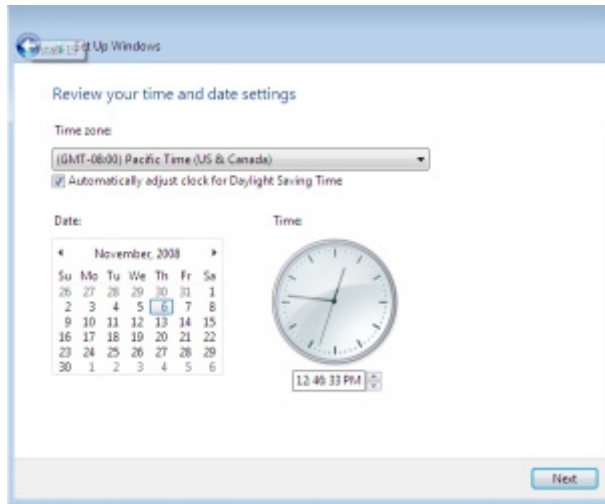 Set Up Windows
Review your time and date settings
Time zone:
(GMT-08:00) Pacific Time (US & Canada)
Automatically adjust clock for Daylight Saving Time
Date:
Time:
November, 2008
Su Mo Tu We Th Fr Sa
26 27 28 29 30 31 1
2 3 4 5 6 7 8
9 10 11 12 13 14 15
16 17 18 19 20 21 22
23 24 25 26 27 28 29
30 1 2 3 4 5 6
12:46:33 PM
Next